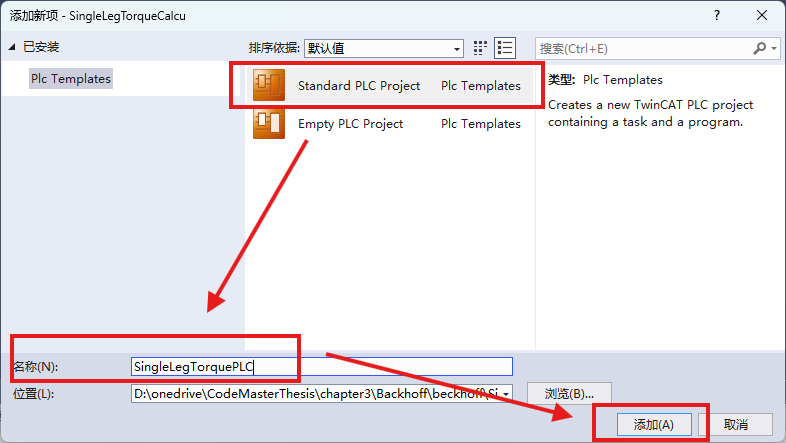 添加新项 - SingleLegTorqueCalcu
已安装
Plc Templates
排序依据: 默认值
搜索(Ctrl+E)
Standard PLC Project Plc Templates
Empty PLC Project Plc Templates
类型: Plc Templates
Creates a new TwinCAT PLC project
containing a task and a program.
名称(N): SingleLegTorquePLC
位置(L): D:\onedrive\CodeMasterThesis\chapter3\Backhoff\beckhoff\Si
浏览(B)...
添加(A) 取消